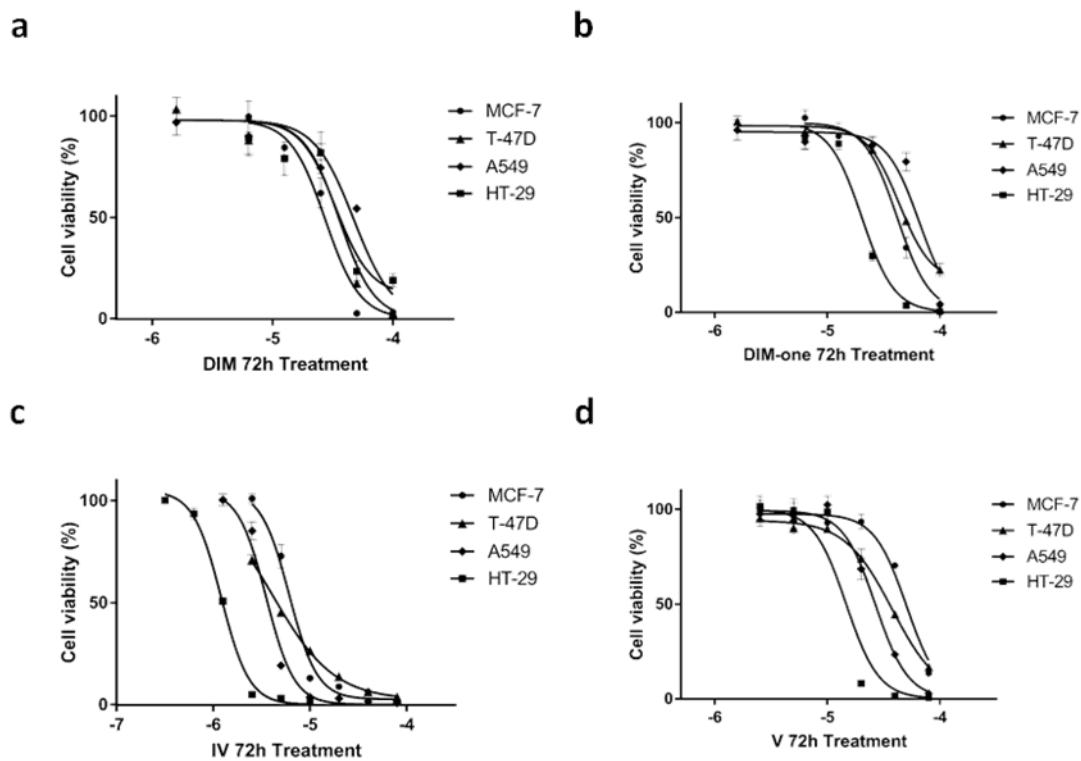 a
100
50
0
Cell viability (%)
-6
-5
-4
DIM 72h Treatment
MCF-7
T-47D
A549
HT-29
b
100
50
0
Cell viability (%)
-6
-5
-4
DIM-one 72h Treatment
MCF-7
T-47D
A549
HT-29
c
100
50
0
Cell viability (%)
-7
-6
-5
-4
IV 72h Treatment
MCF-7
T-47D
A549
HT-29
d
100
50
0
Cell viability (%)
-6
-5
-4
V 72h Treatment
MCF-7
T-47D
A549
HT-29